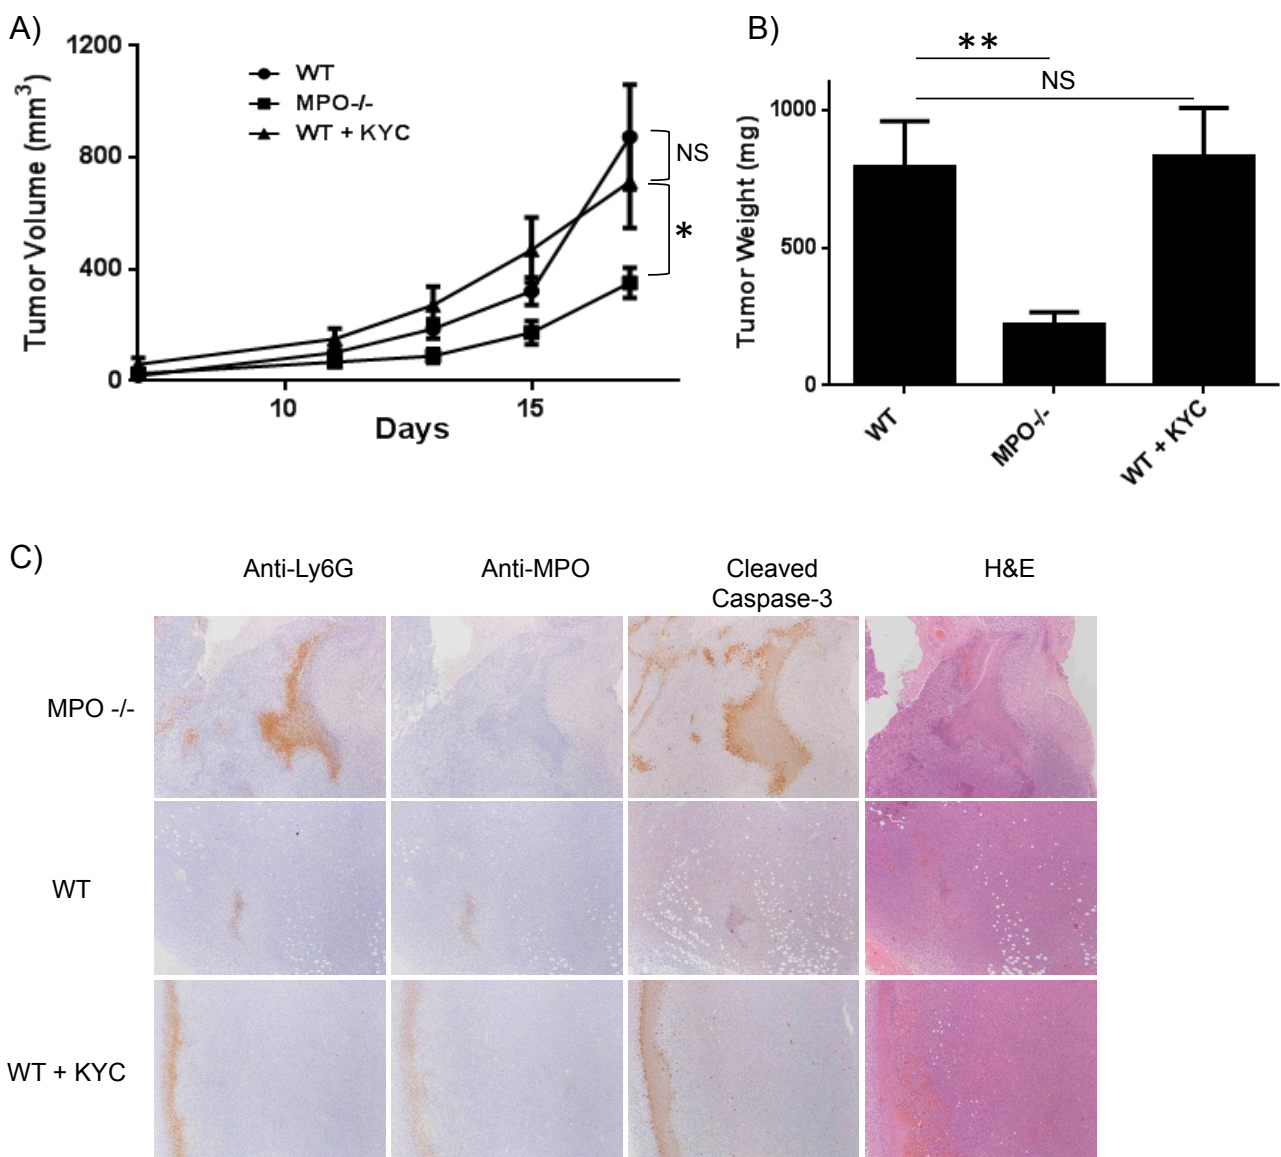 A)
Tumor Volume (mm³)
1200
800
400
0
10
15
Days
WT
MPO-/-
WT + KYC
NS
*
B)
Tumor Weight (mg)
1000
500
0
**
NS
WT
MPO-/-
WT + KYC
C)
Anti-Ly6G
Anti-MPO
Cleaved
Caspase-3
H&E
MPO -/-
WT
WT + KYC